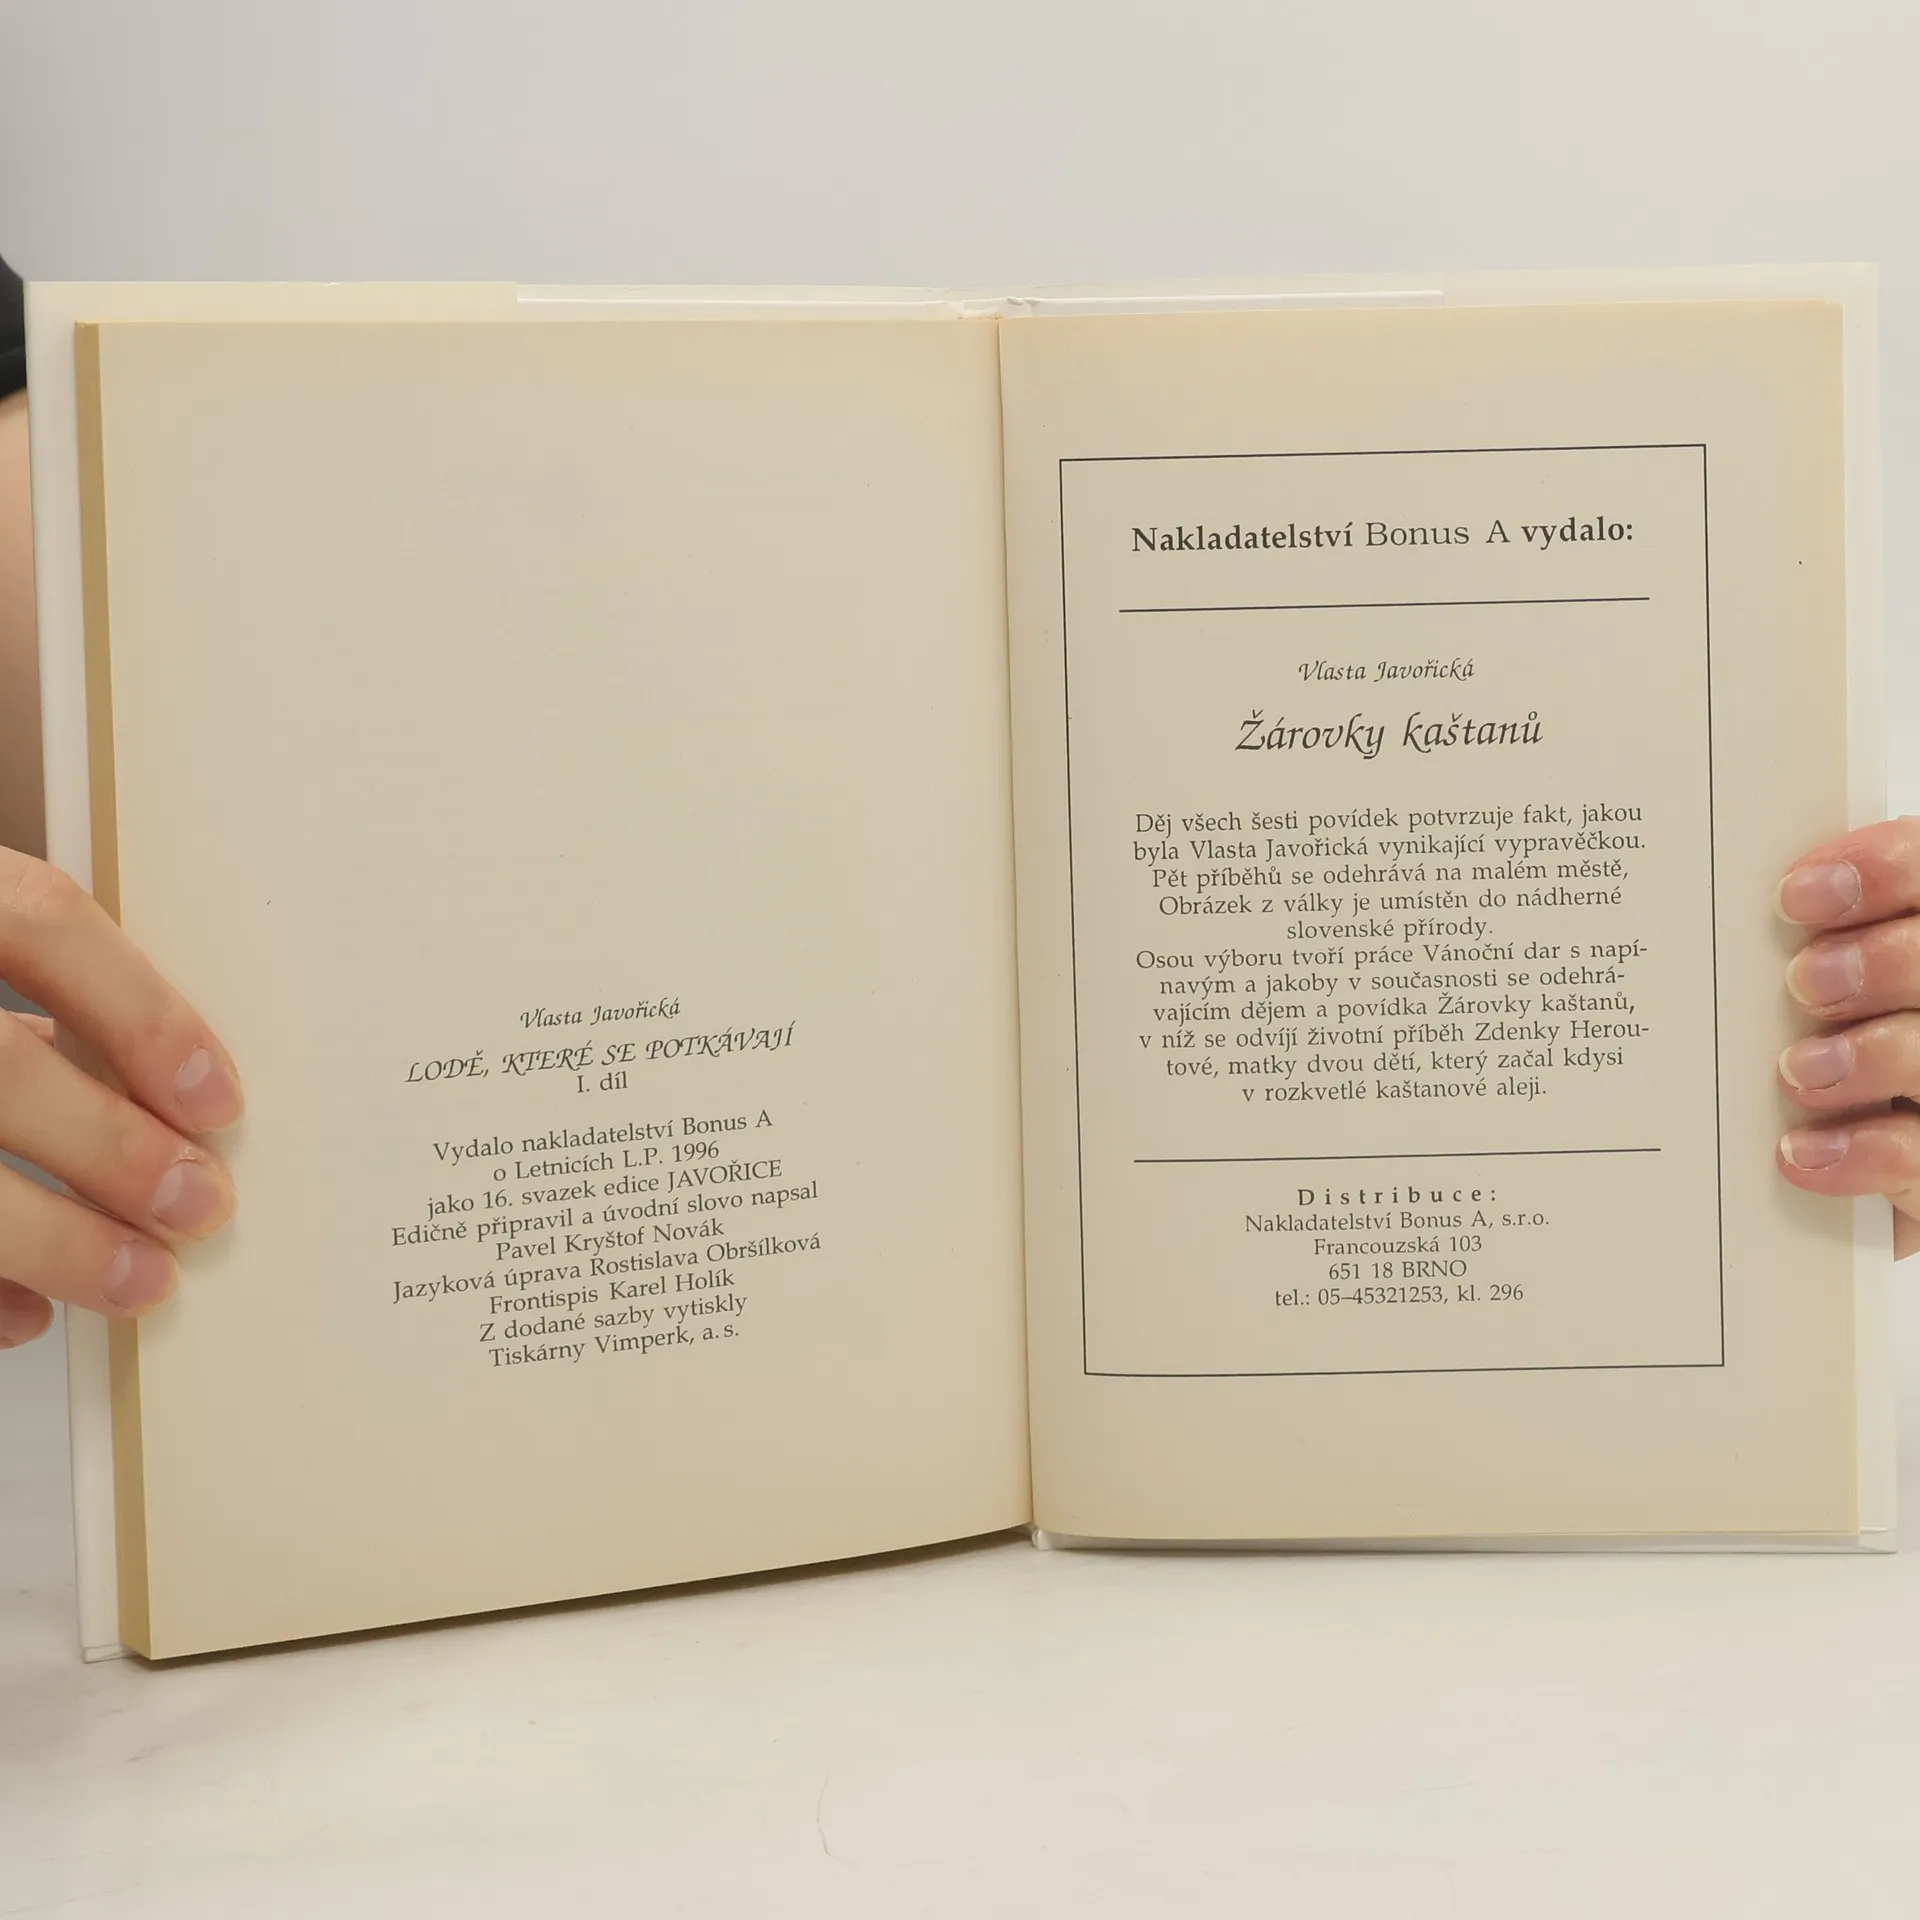 Vlasta Javořická
LODĚ, KTERÉ SE POTKÁVAJÍ
I. díl
Vydalo nakladatelství Bonus A
o Letnicích L.P. 1996
jako 16. svazek edice JAVOŘICE
Edičně připravil a úvodní slovo napsal
Pavel Kryštof Novák
Jazyková úprava Rostislava Obršílková
Frontispis Karel Holík
Z dodané sazby vytiskly
Tiskárny Vimperk, a.s.
Nakladatelství Bonus A vydalo:
Vlasta Javořická
Žárovky kaštanů
Děj všech šesti povídek potvrzuje fakt, jakou
byla Vlasta Javořická vynikající vypravěčkou.
Pět příběhů se odehrává na malém městě,
Obrázek z války je umístěn do nádherné
slovenské přírody.
Osou výboru tvoří práce Vánoční dar s napí-
navým a jakoby v současnosti se odehrá-
vajícím dějem a povídka Žárovky kaštanů,
v níž se odvíjí životní příběh Zdenky Herou-
tové, matky dvou dětí, který začal kdysi
v rozkvetlé kaštanové aleji.
Distribuce:
Nakladatelství Bonus A, s.r.o.
Francouzská 103
651 18 BRNO
tel.: 05–45321253, kl. 296